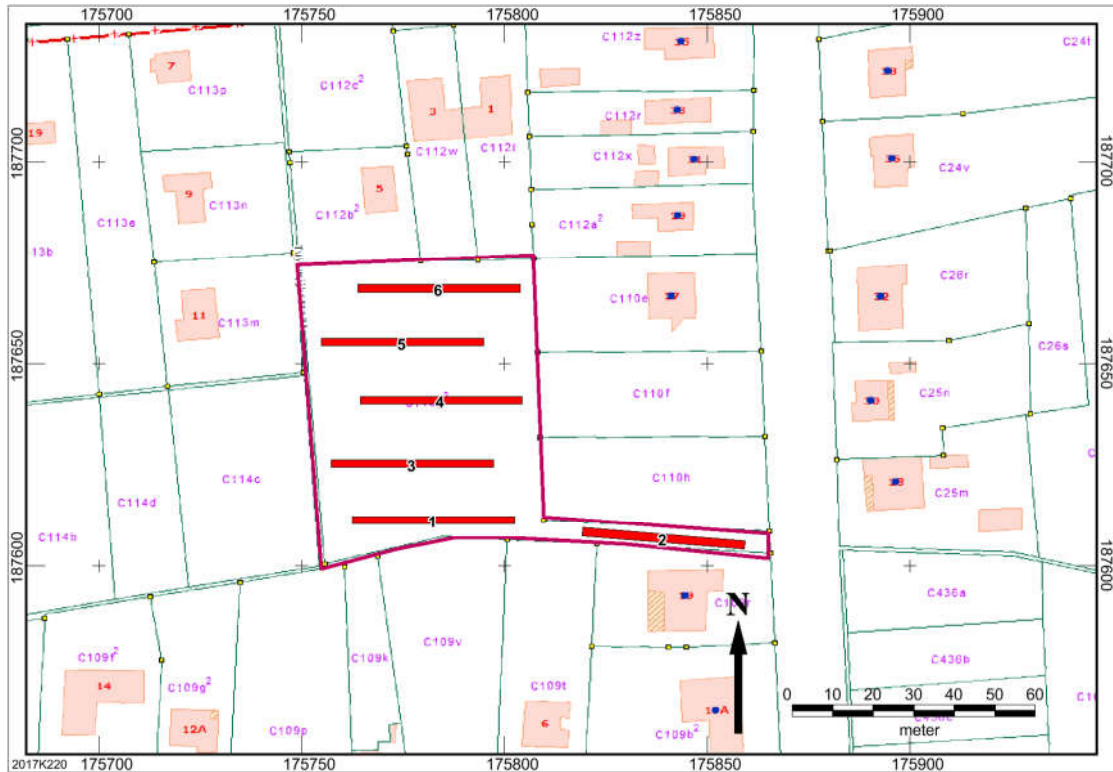 175700 175750 175800 175850 175900
C112z
C24t
7
C113p
C112c²
3
1
C112r
19
C112w
C112l
C112x
187700
C24v
187700
9
5
C113n
C112b²
C113e
C112a²
13b
6
C110e
C26r
11
C113m
5
187650
C26s
187650
4
C110f
C25n
3
C114c
C110h
C25m
C114d
1
2
C114b
187600
187600
N
C436a
C109v
C109k
C436b
C109f²
C109g²
C109t
14
0 10 20 30 40 50 60
12A
C109p
6
C109b²
meter
2017K220
175700 175750 175800 175850 175900